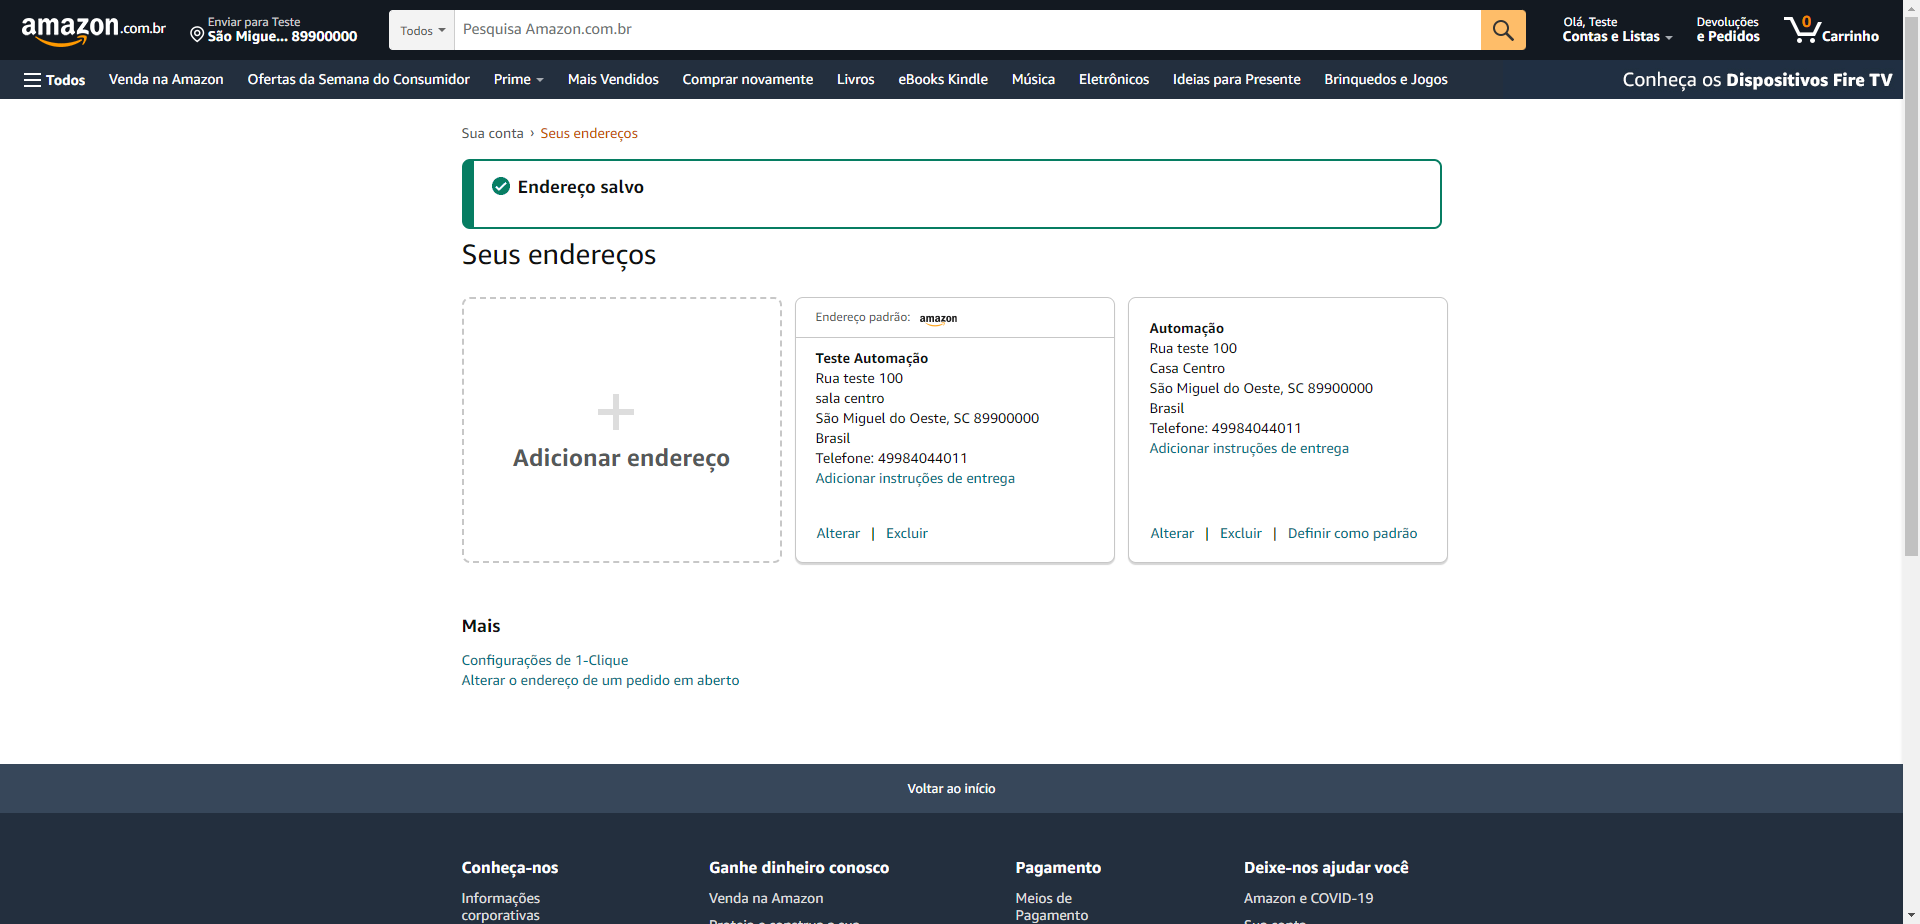 amazon.com.br
Enviar para Teste
São Migue... 89900000
Todos
Pesquisa Amazon.com.br
Olá, Teste
Contas e Listas
Devoluções
e Pedidos
0
Carrinho
Todos
Venda na Amazon
Ofertas da Semana do Consumidor
Prime
Mais Vendidos
Comprar novamente
Livros
eBooks Kindle
Música
Eletrônicos
Ideias para Presente
Brinquedos e Jogos
Conheça os Dispositivos Fire TV
Sua conta › Seus endereços
Endereço salvo
Seus endereços
Adicionar endereço
Endereço padrão: amazon
Teste Automação
Rua teste 100
sala centro
São Miguel do Oeste, SC 89900000
Brasil
Telefone: 49984044011
Adicionar instruções de entrega
Alterar | Excluir
Automação
Rua teste 100
Casa Centro
São Miguel do Oeste, SC 89900000
Brasil
Telefone: 49984044011
Adicionar instruções de entrega
Alterar | Excluir | Definir como padrão
Mais
Configurações de 1-Clique
Alterar o endereço de um pedido em aberto
Voltar ao início
Conheça-nos
Informações
corporativas
Ganhe dinheiro conosco
Venda na Amazon
Pagamento
Meios de
Pagamento
Deixe-nos ajudar você
Amazon e COVID-19